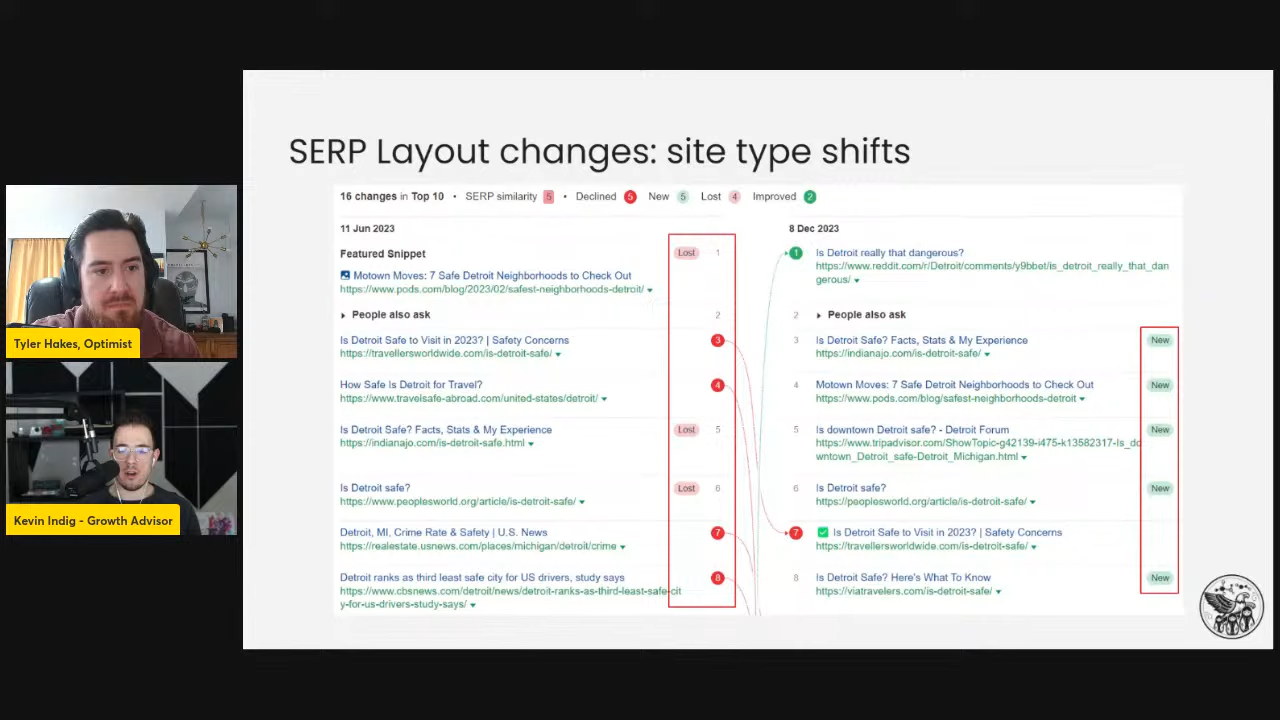 SERP Layout changes: site type shifts
16 changes in Top 10 • SERP similarity 5 • Declined 5 New 5 Lost 4 Improved 2
11 Jun 2023
Featured Snippet Lost 1
Motown Moves: 7 Safe Detroit Neighborhoods to Check Out
https://www.pods.com/blog/2023/02/safest-neighborhoods-detroit/
People also ask 2
Is Detroit Safe to Visit in 2023? | Safety Concerns 3
https://travellersworldwide.com/is-detroit-safe/
How Safe Is Detroit for Travel? 4
https://www.travelsafe-abroad.com/united-states/detroit/
Is Detroit Safe? Facts, Stats & My Experience Lost 5
https://indianajo.com/is-detroit-safe.html
Is Detroit safe? Lost 6
https://www.peoplesworld.org/article/is-detroit-safe/
Detroit, MI, Crime Rate & Safety | U.S. News 7
https://realestate.usnews.com/places/michigan/detroit/crime
Detroit ranks as third least safe city for US drivers, study says 8
https://www.cbsnews.com/detroit/news/detroit-ranks-as-third-least-safe-cit
y-for-us-drivers-study-says/
8 Dec 2023
1 Is Detroit really that dangerous?
https://www.reddit.com/r/Detroit/comments/y9bbet/is_detroit_really_that_dan
gerous/
2 People also ask
3 Is Detroit Safe? Facts, Stats & My Experience New
https://indianajo.com/is-detroit-safe/
4 Motown Moves: 7 Safe Detroit Neighborhoods to Check Out New
https://www.pods.com/blog/safest-neighborhoods-detroit
5 Is downtown Detroit safe? - Detroit Forum New
https://www.tripadvisor.com/ShowTopic-g42139-i475-k13582317-Is_do
wntown_Detroit_safe-Detroit_Michigan.html
6 Is Detroit safe? New
https://peoplesworld.org/article/is-detroit-safe/
7 Is Detroit Safe to Visit in 2023? | Safety Concerns
https://travellersworldwide.com/is-detroit-safe/
8 Is Detroit Safe? Here's What To Know New
https://viatravelers.com/is-detroit-safe/
Tyler Hakes, Optimist
Kevin Indig - Growth Advisor